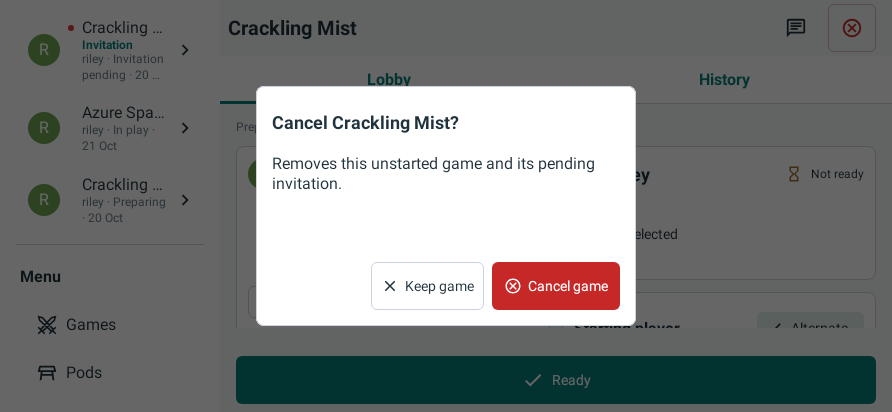 Crackling ...
Invitation
riley · Invitation
pending · 20 ...
Azure Spa...
riley · In play ·
21 Oct
Crackling ...
riley · Preparing
· 20 Oct
Menu
Games
Pods
Crackling Mist
Lobby
History
Not ready
Cancel Crackling Mist?
Removes this unstarted game and its pending
invitation.
Keep game
Cancel game
Alternate
Ready
R
R
R